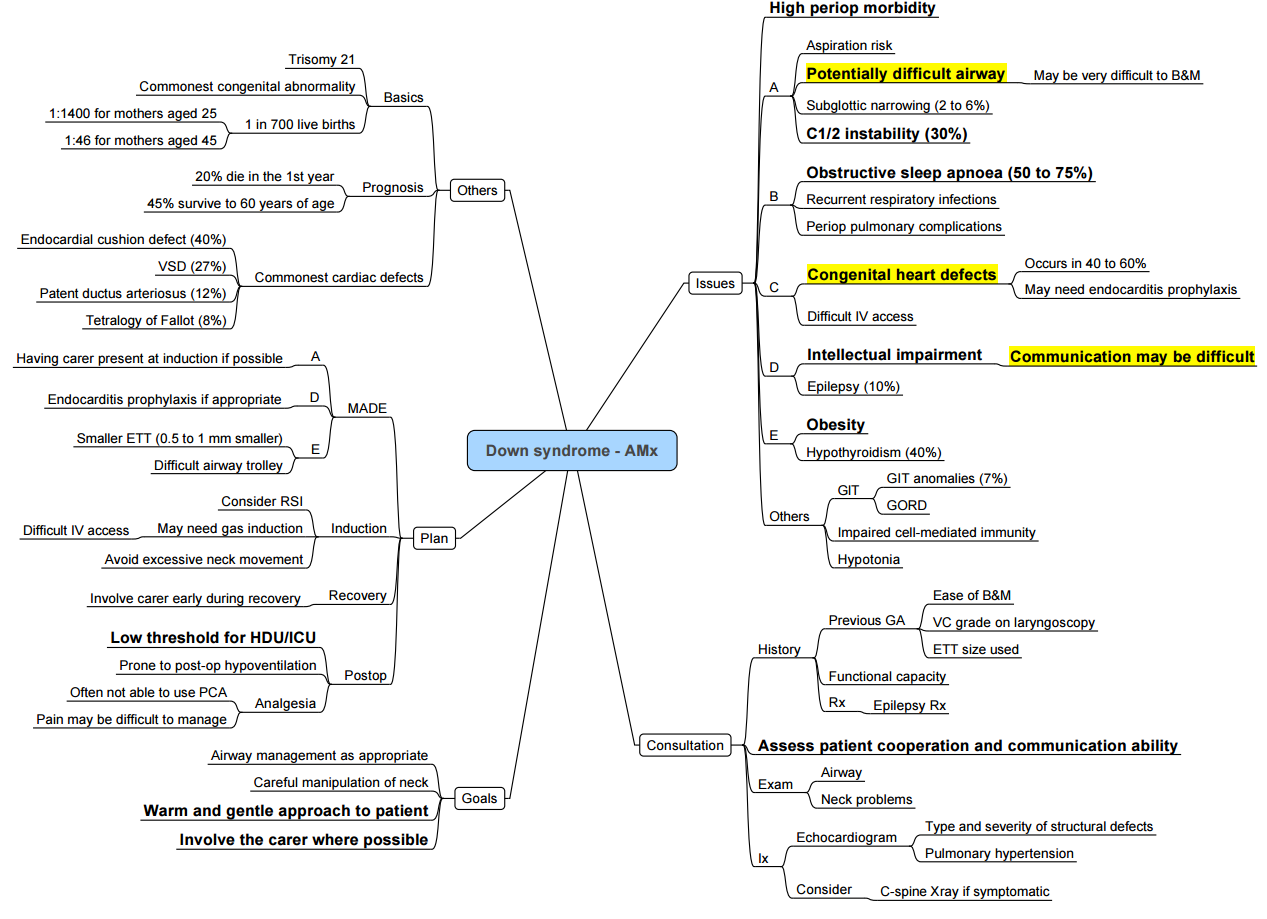 Down syndrome - AMx
Issues
High periop morbidity
A
Aspiration risk
Potentially difficult airway
May be very difficult to B&M
Subglottic narrowing (2 to 6%)
C1/2 instability (30%)
B
Obstructive sleep apnoea (50 to 75%)
Recurrent respiratory infections
Periop pulmonary complications
C
Congenital heart defects
Occurs in 40 to 60%
May need endocarditis prophylaxis
Difficult IV access
D
Intellectual impairment
Communication may be difficult
Epilepsy (10%)
E
Obesity
Hypothyroidism (40%)
Others
GIT
GIT anomalies (7%)
GORD
Impaired cell-mediated immunity
Hypotonia
Consultation
History
Previous GA
Ease of B&M
VC grade on laryngoscopy
ETT size used
Functional capacity
Rx
Epilepsy Rx
Assess patient cooperation and communication ability
Exam
Airway
Neck problems
Ix
Echocardiogram
Type and severity of structural defects
Pulmonary hypertension
Consider
C-spine Xray if symptomatic
Goals
Airway management as appropriate
Careful manipulation of neck
Warm and gentle approach to patient
Involve the carer where possible
Plan
MADE
A
Having carer present at induction if possible
D
Endocarditis prophylaxis if appropriate
E
Smaller ETT (0.5 to 1 mm smaller)
Difficult airway trolley
Induction
Consider RSI
May need gas induction
Difficult IV access
Avoid excessive neck movement
Recovery
Involve carer early during recovery
Postop
Low threshold for HDU/ICU
Prone to post-op hypoventilation
Analgesia
Often not able to use PCA
Pain may be difficult to manage
Others
Basics
Trisomy 21
Commonest congenital abnormality
1 in 700 live births
1:1400 for mothers aged 25
1:46 for mothers aged 45
Prognosis
20% die in the 1st year
45% survive to 60 years of age
Commonest cardiac defects
Endocardial cushion defect (40%)
VSD (27%)
Patent ductus arteriosus (12%)
Tetralogy of Fallot (8%)